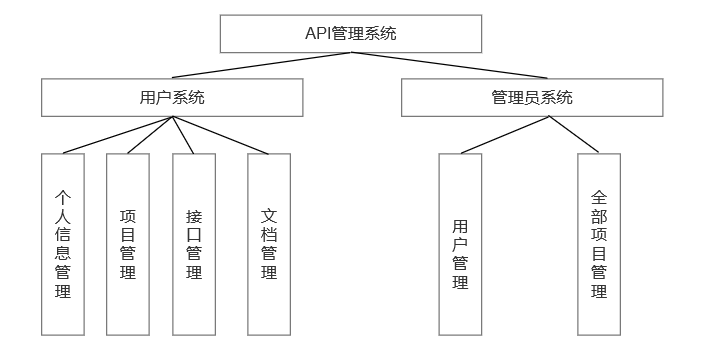 API管理系统
用户系统
管理员系统
个人信息管理
项目管理
接口管理
文档管理
用户管理
全部项目管理